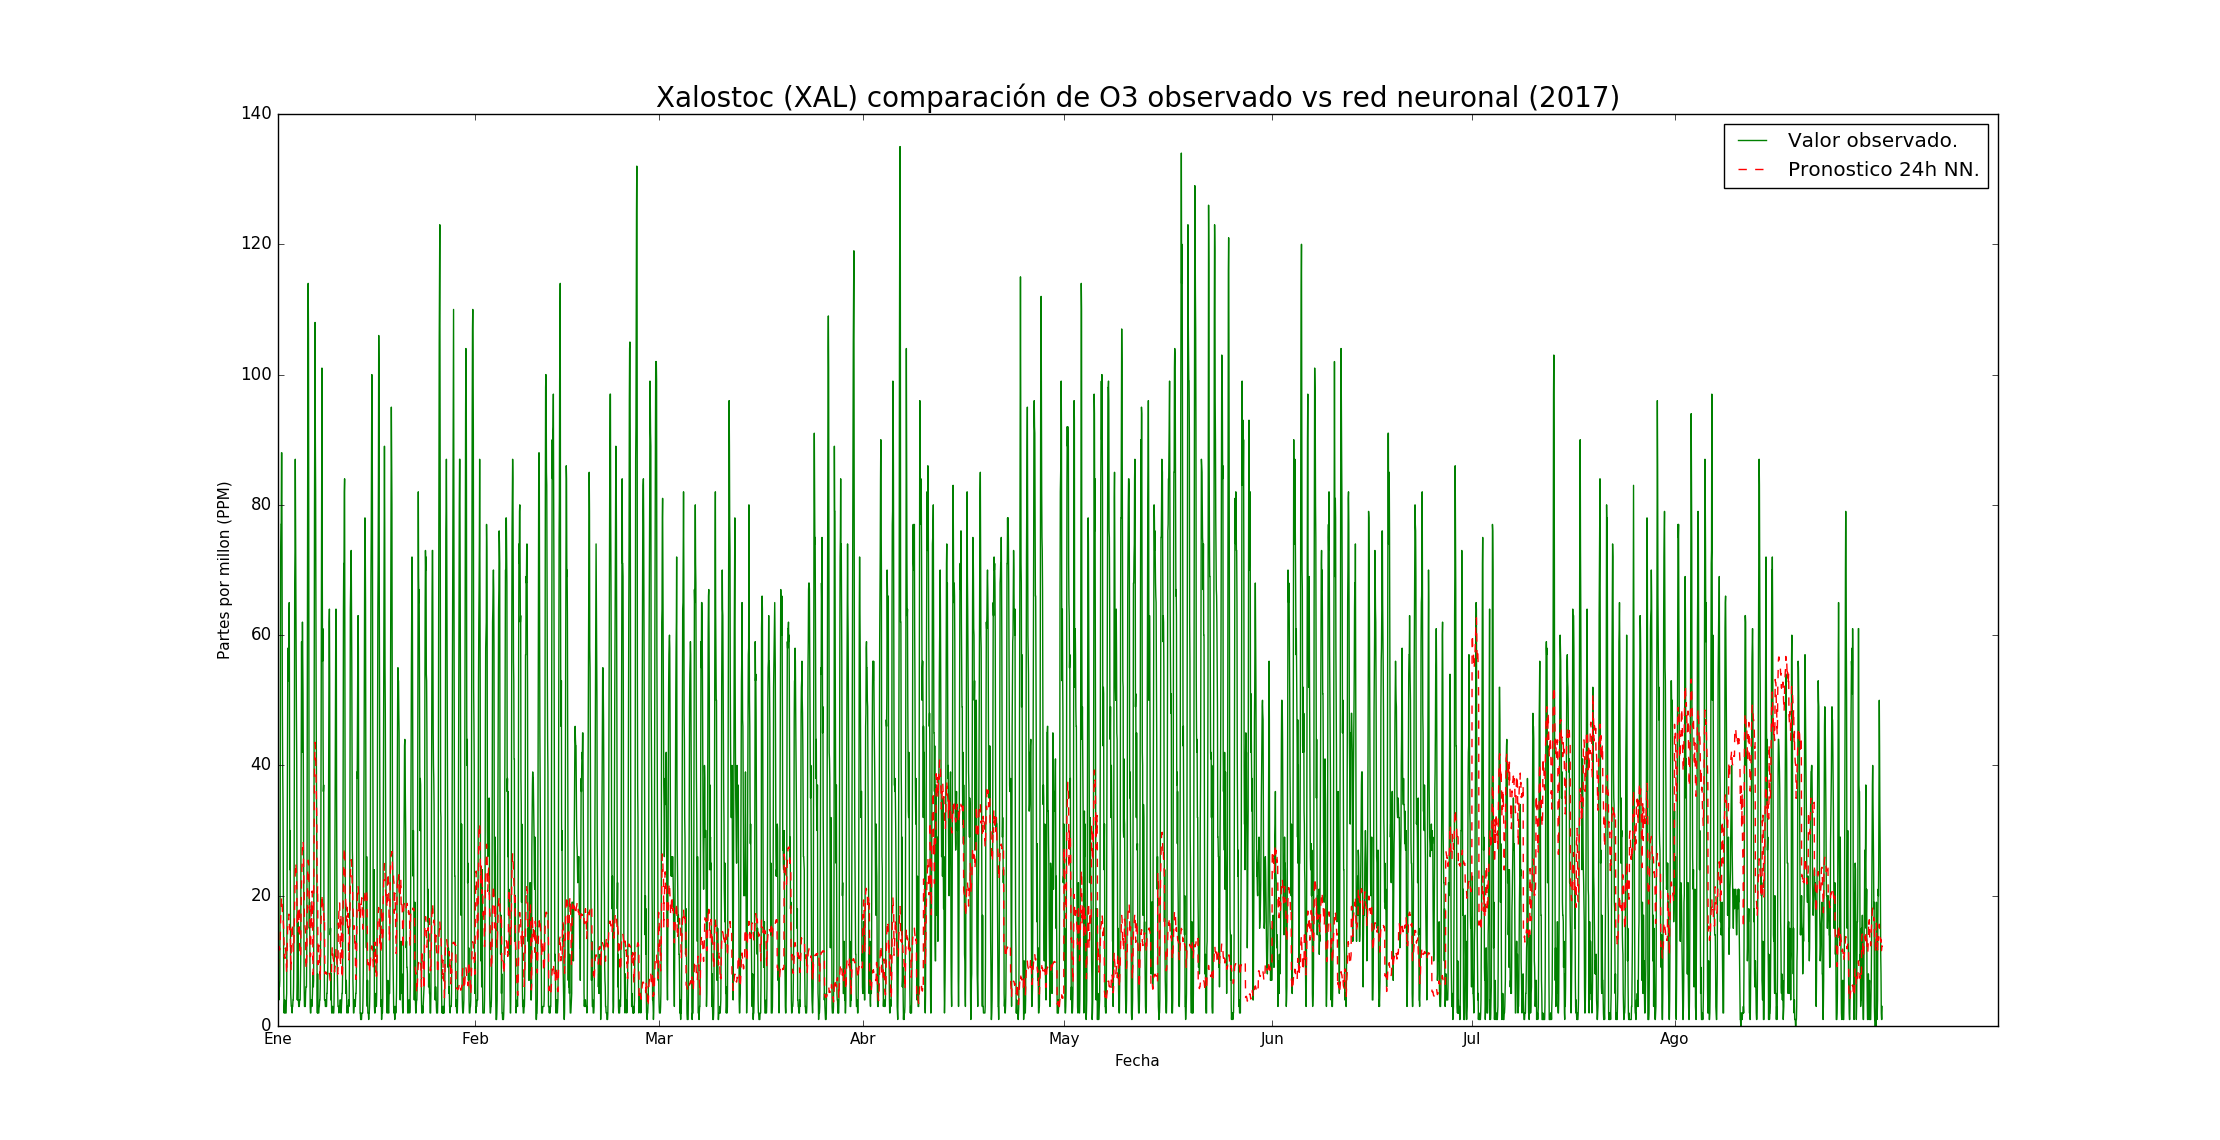 Xalostoc (XAL) comparación de O3 observado vs red neuronal (2017)
Valor observado.
Pronostico 24h NN.
Partes por millon (PPM)
140
120
100
80
60
40
20
0
Ene Feb Mar Abr May Jun Jul Ago
Fecha